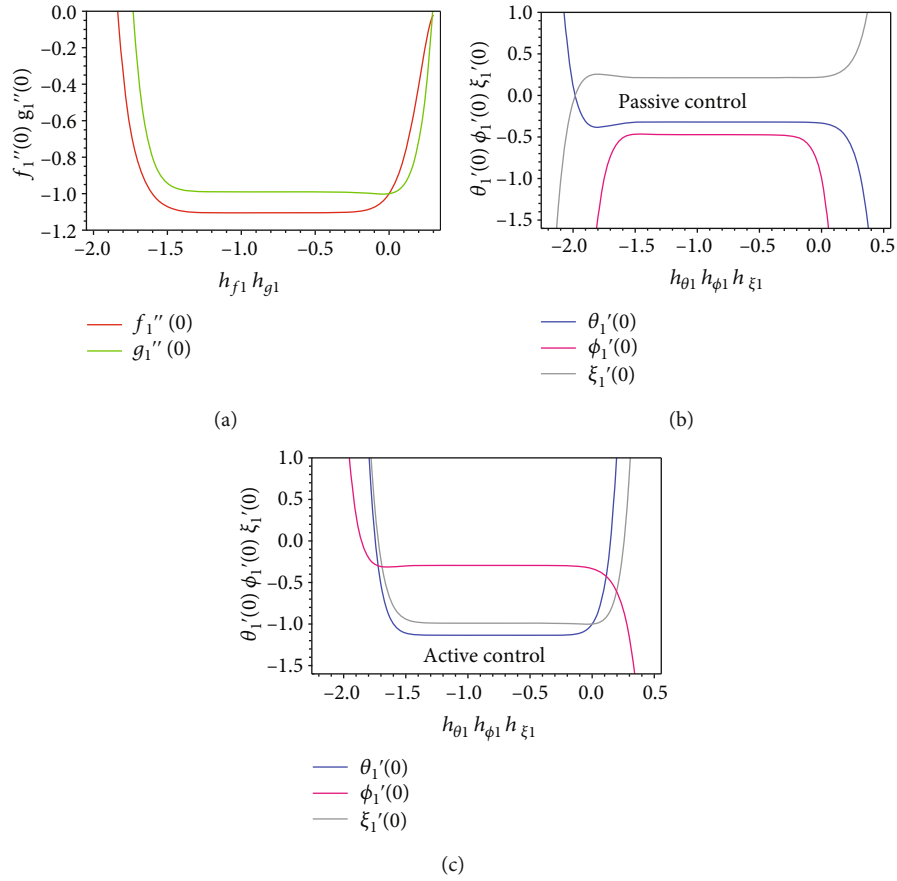 0.0
−0.2
−0.4
−0.6
−0.8
−1.0
−1.2
f₁''(0) g₁''(0)
−2.0 −1.5 −1.0 −0.5 0.0
h_f1 h_g1
f₁''(0)
g₁''(0)
(a)
1.0
0.5
0.0
−0.5
−1.0
−1.5
θ₁'(0) ϕ₁'(0) ξ₁'(0)
Passive control
−2.0 −1.5 −1.0 −0.5 0.0 0.5
h_θ1 h_ϕ1 h_ξ1
θ₁'(0)
ϕ₁'(0)
ξ₁'(0)
(b)
1.0
0.5
0.0
−0.5
−1.0
−1.5
θ₁'(0) ϕ₁'(0) ξ₁'(0)
Active control
−2.0 −1.5 −1.0 −0.5 0.0 0.5
h_θ1 h_ϕ1 h_ξ1
θ₁'(0)
ϕ₁'(0)
ξ₁'(0)
(c)